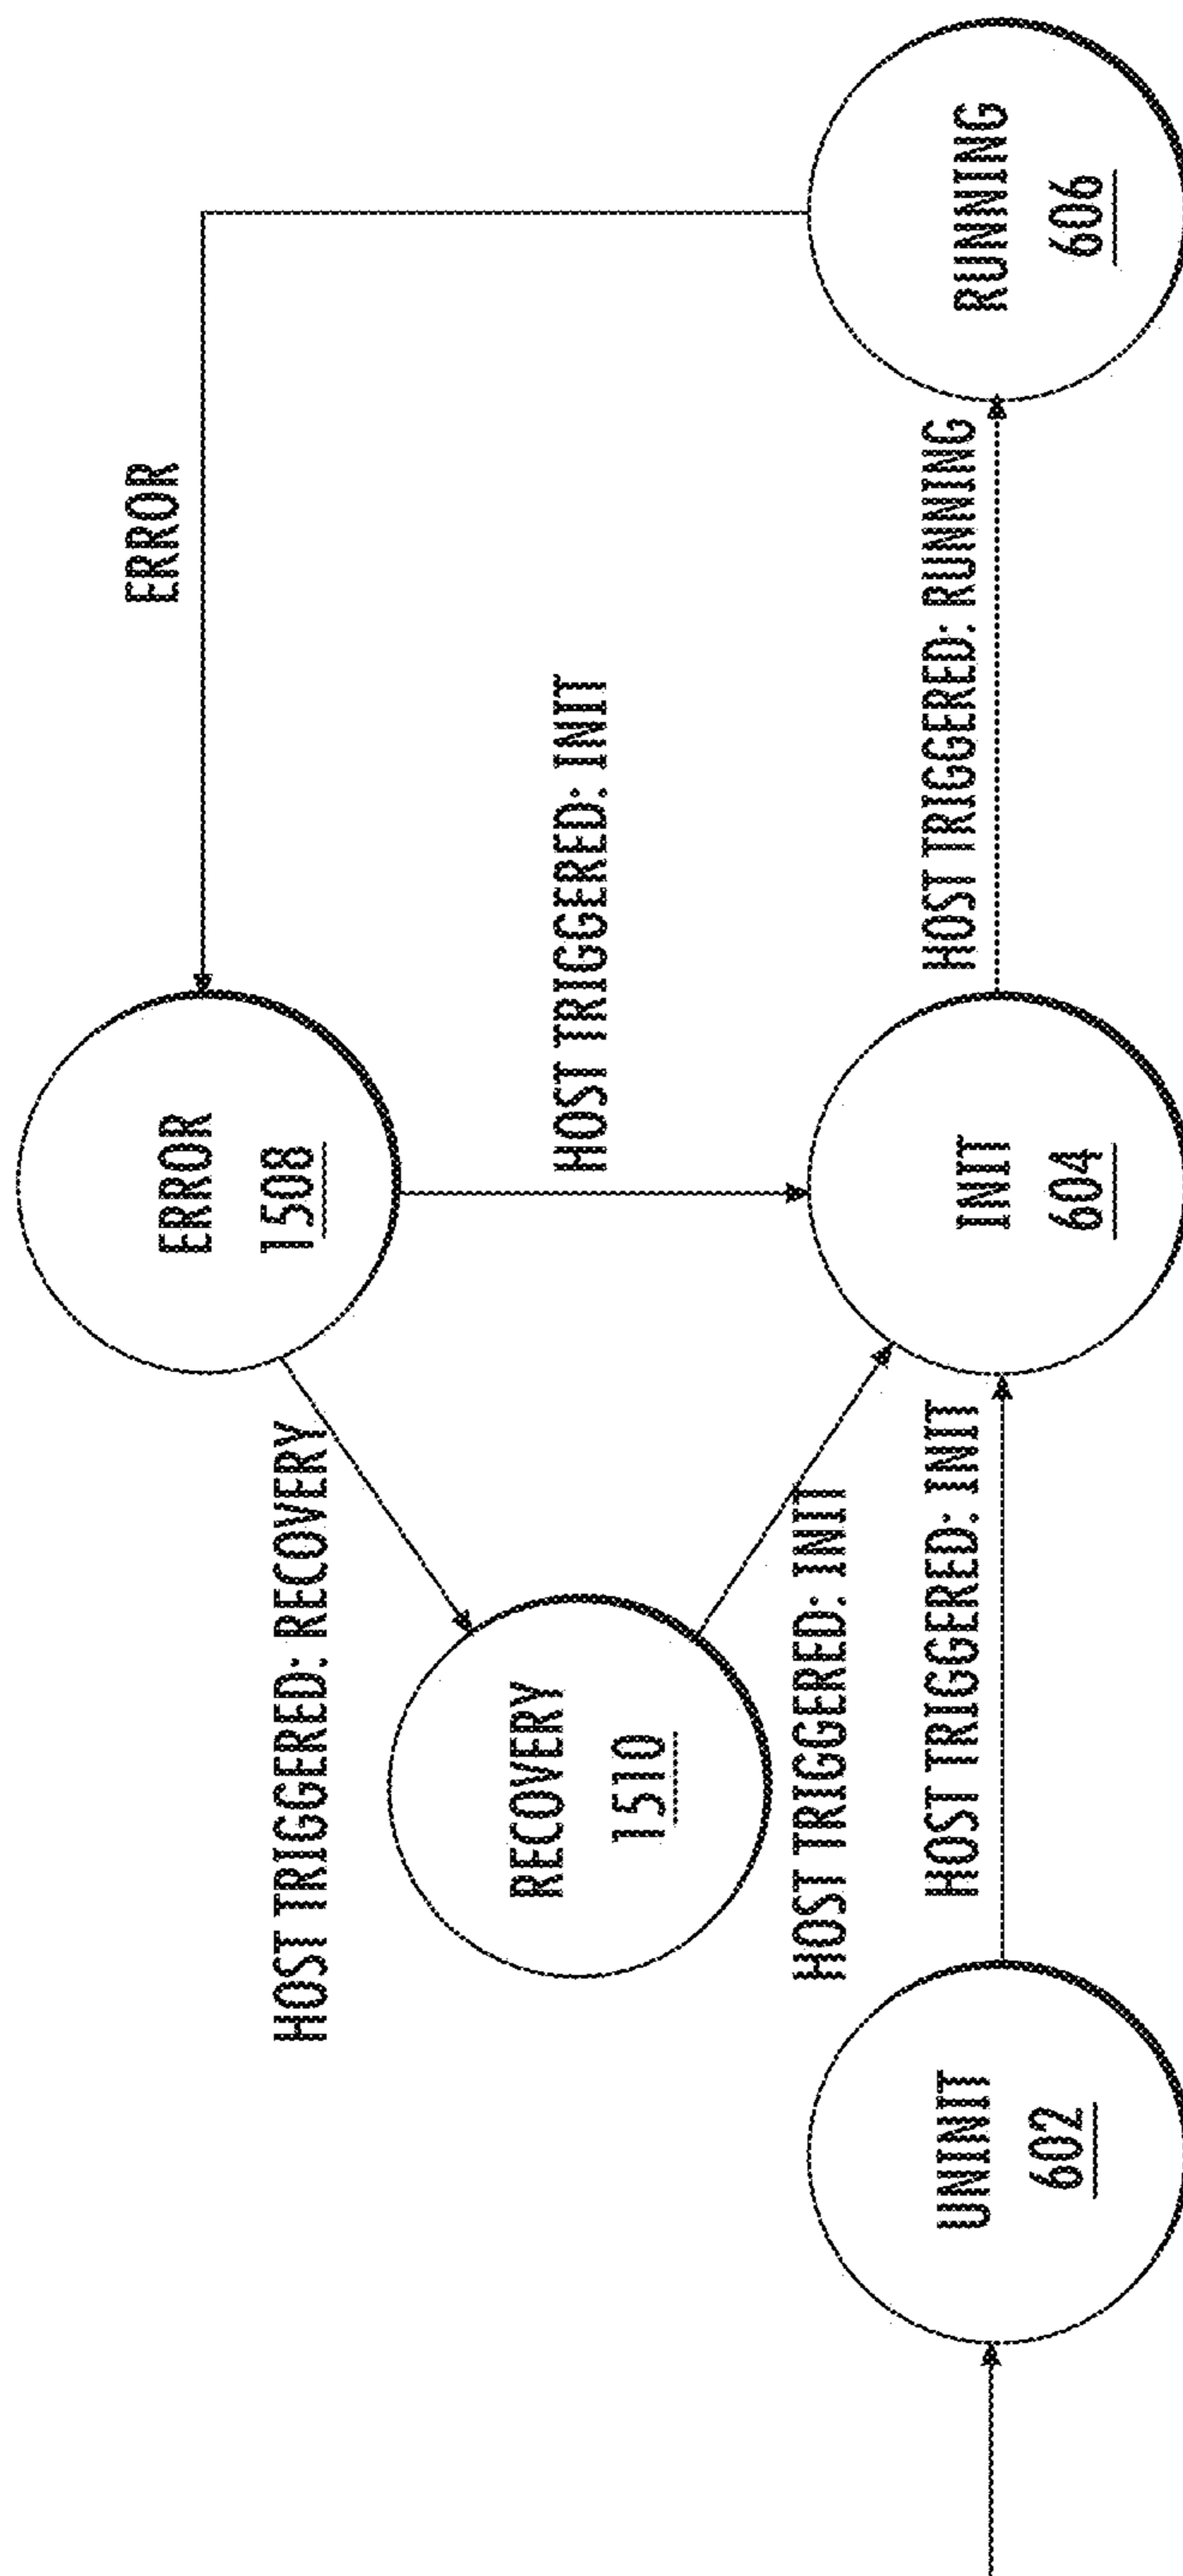 ERROR
ERROR
1508
HOST TRIGGERED: RECOVERY
RECOVERY
1510
HOST TRIGGERED: INIT
HOST TRIGGERED: INIT
UNINIT
602
HOST TRIGGERED: INIT
INIT
604
HOST TRIGGERED: RUNNING
RUNNING
606